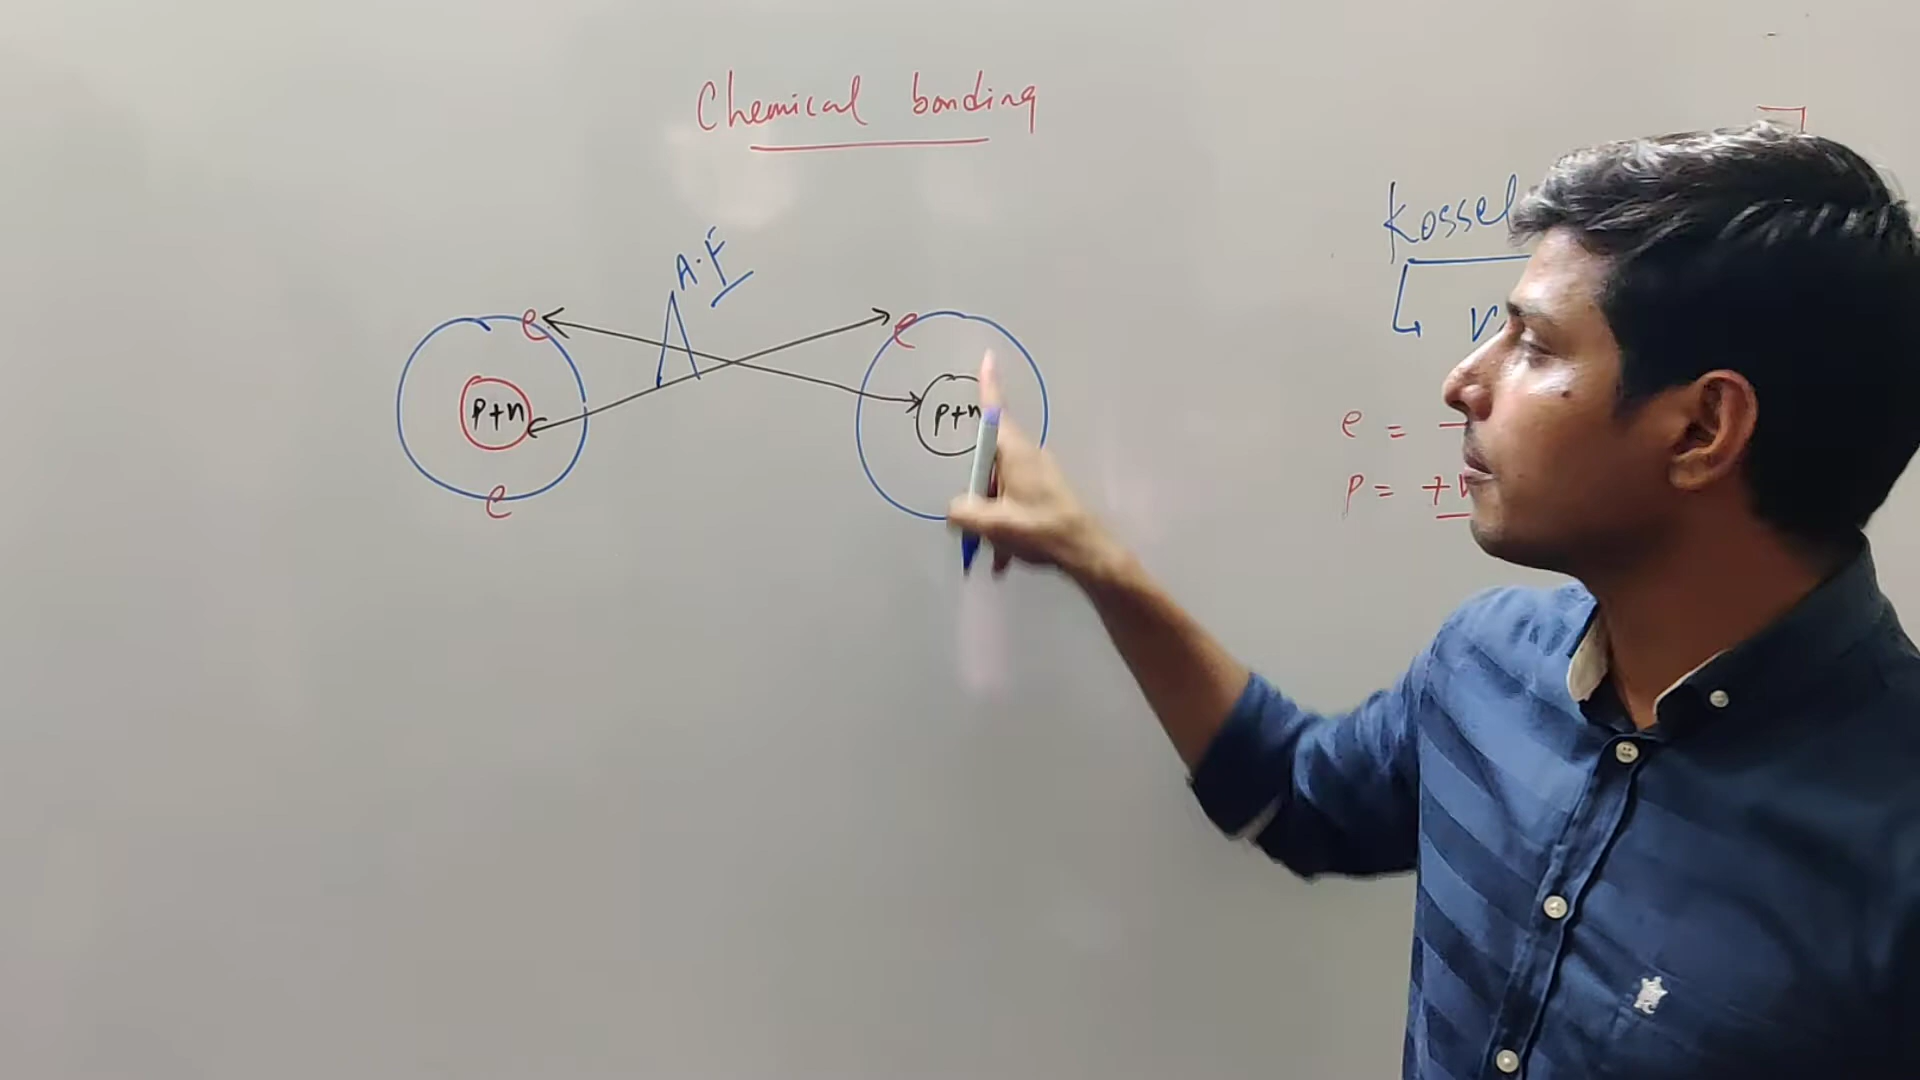 Chemical bonding
Kossel
A.F
e
e
p+n
p+n
e
e = -
p = +v